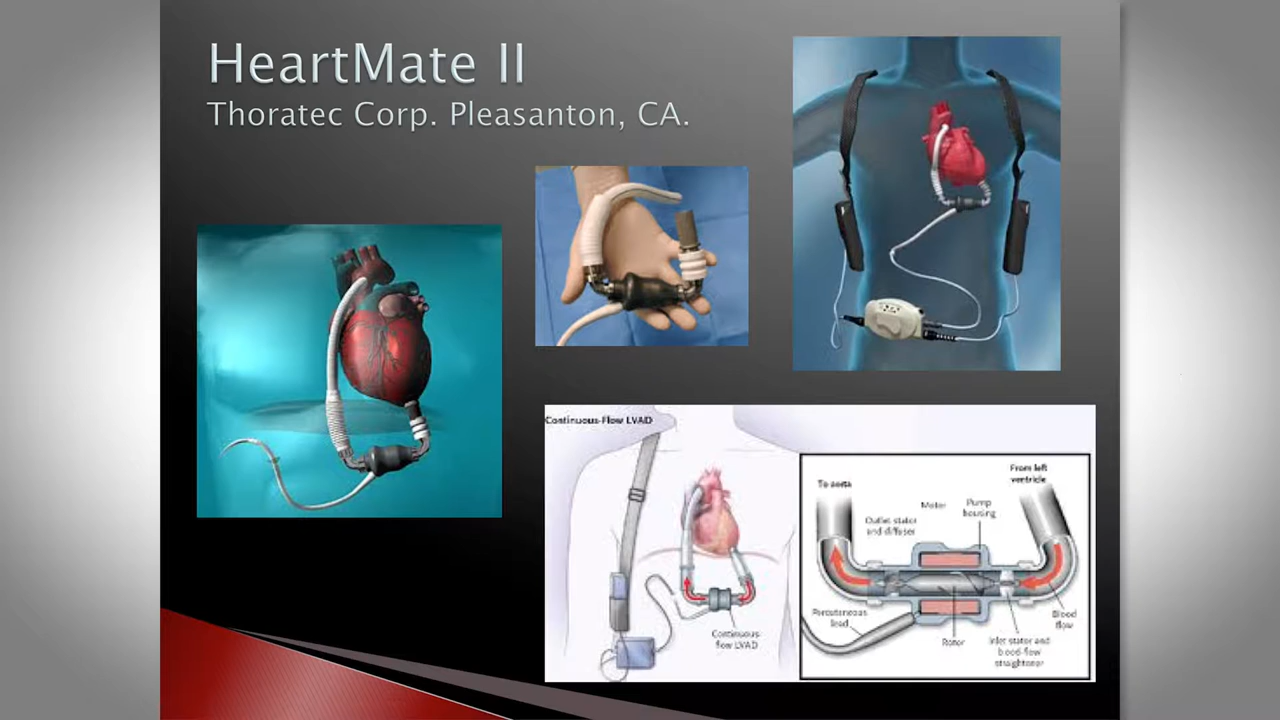 HeartMate II
Thoratec Corp. Pleasanton, CA.
Continuous-Flow LVAD
Continuous
flow LVAD
To aorta
From left
ventricle
Outlet stator
and diffuser
Motor
Pump
housing
Percutaneous
lead
Rotor
Inlet stator and
blood-flow
straightener
Blood
flow